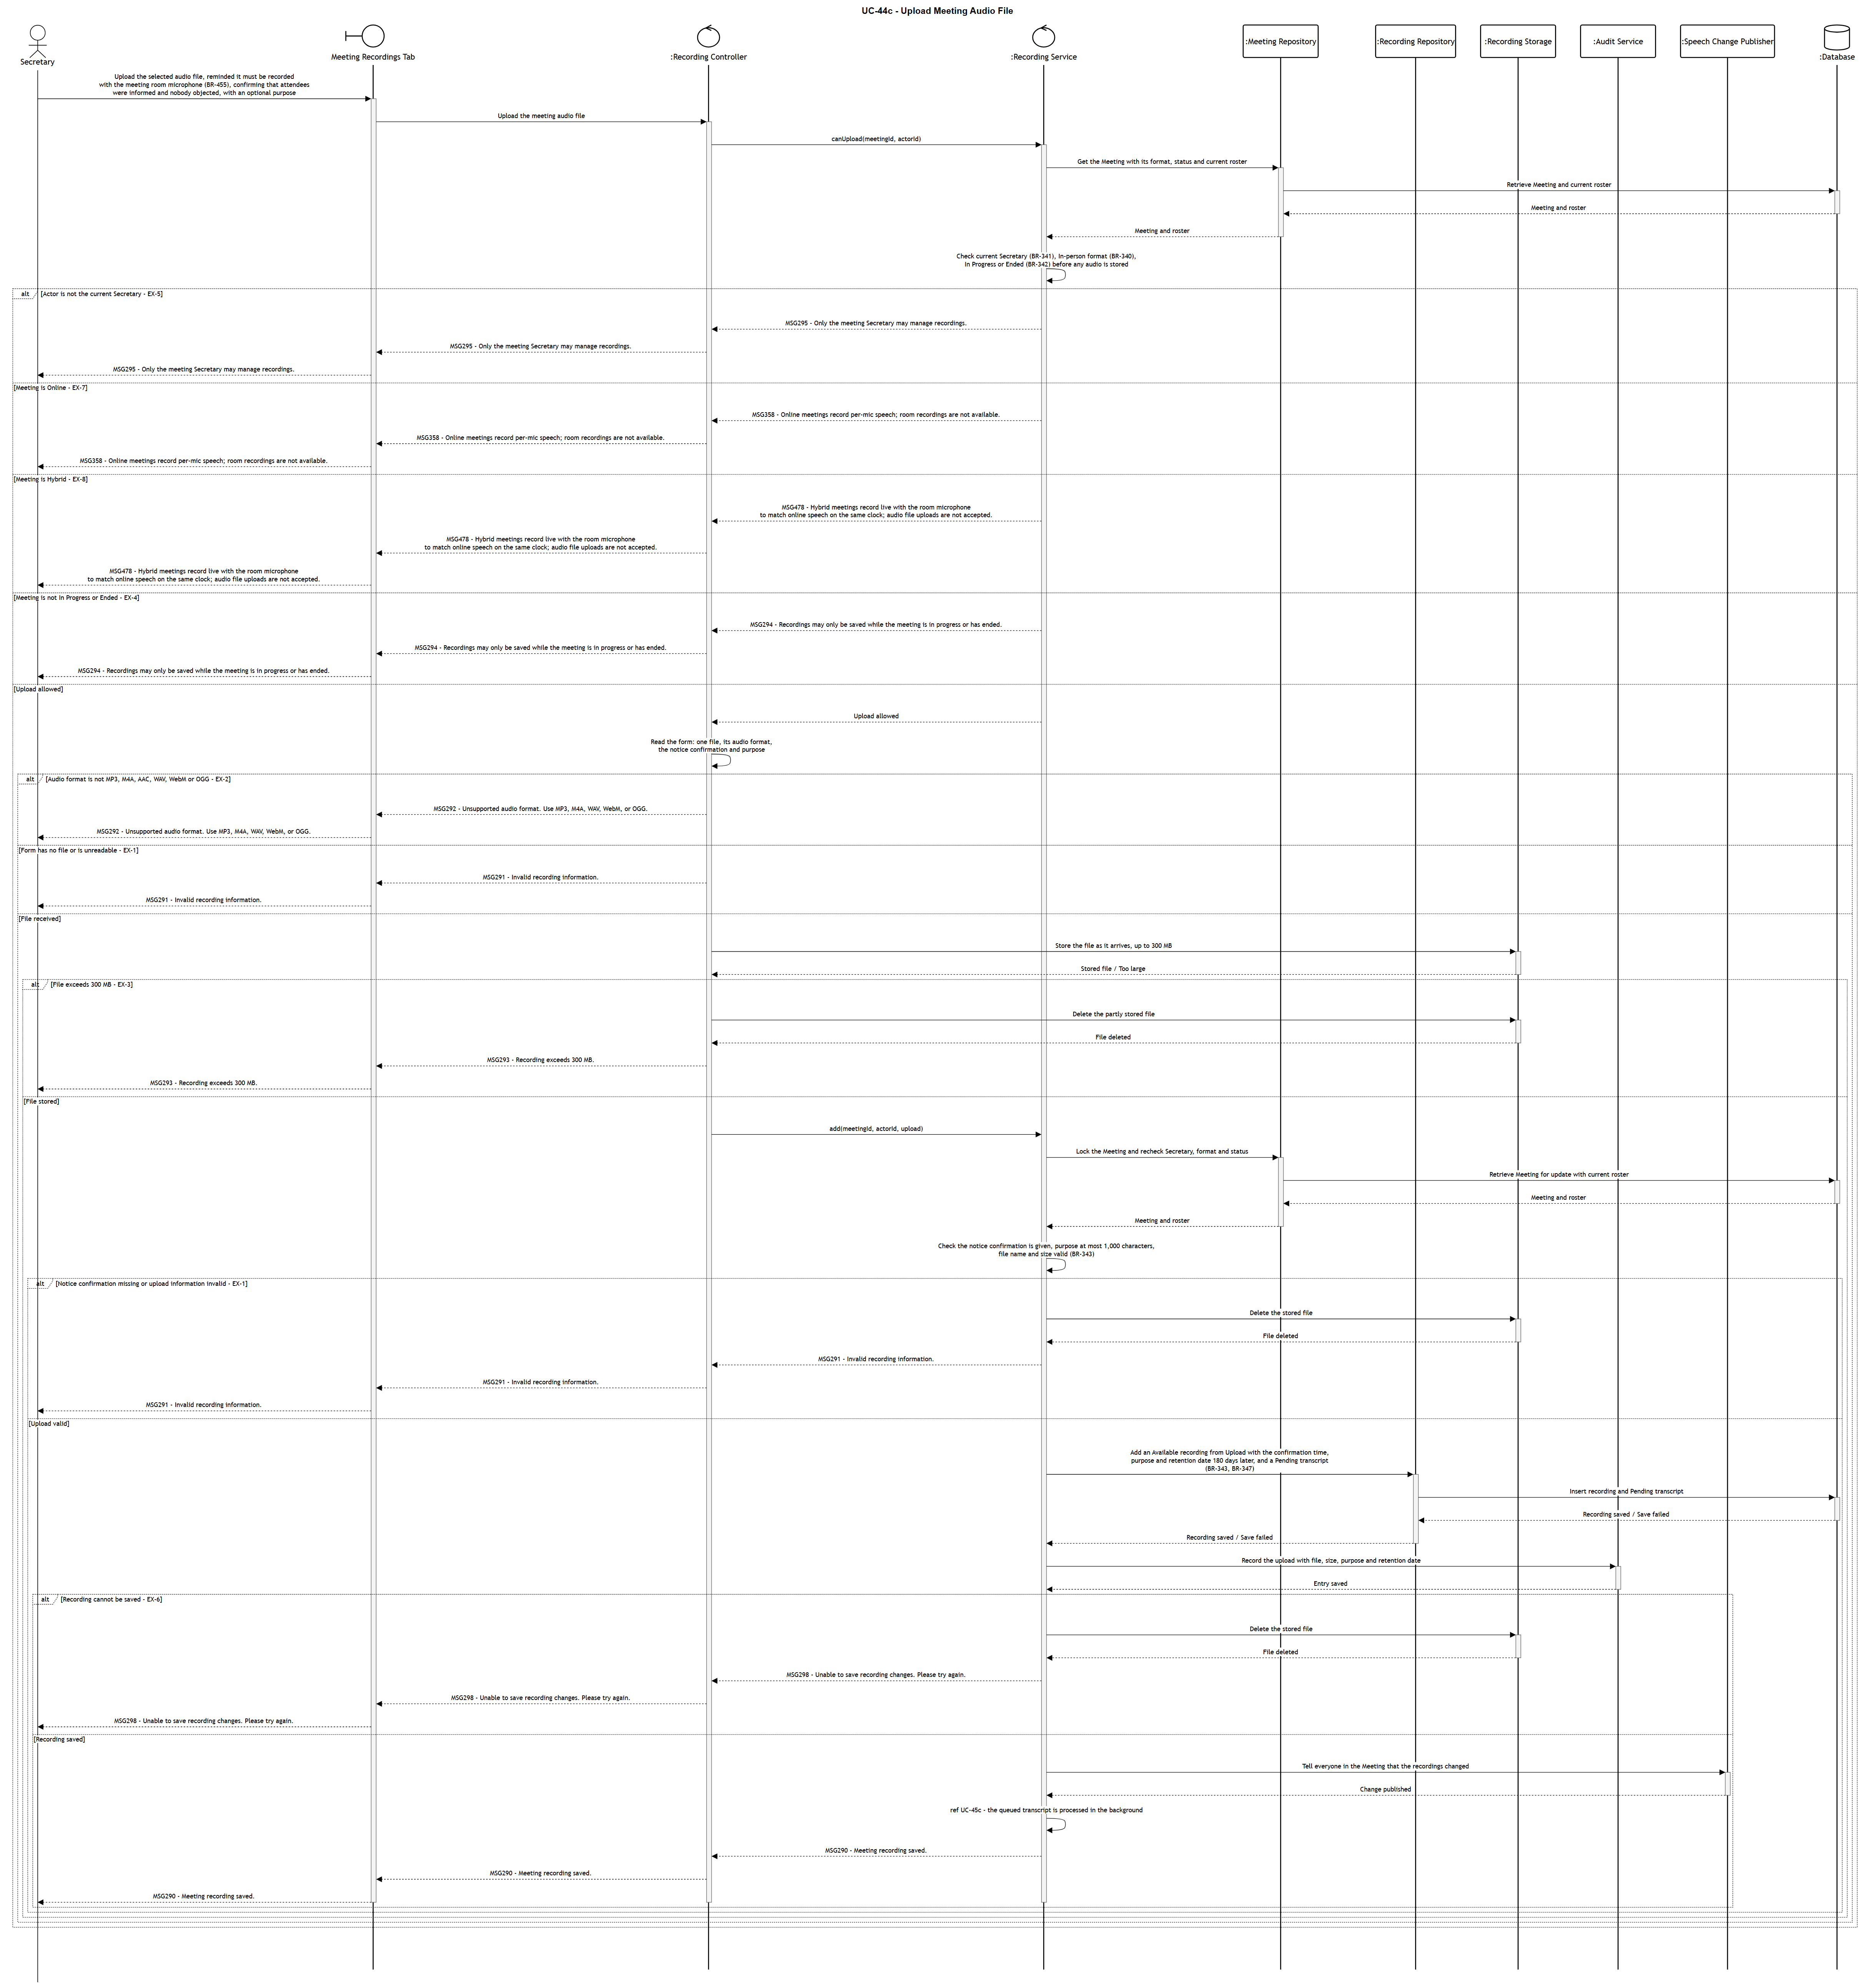 UC-44c - Upload Meeting Audio File
Secretary
Meeting Recordings Tab
:Recording Controller
:Recording Service
:Meeting Repository
:Recording Repository
:Recording Storage
:Audit Service
:Speech Change Publisher
:Database
Upload the selected audio file, reminded it must be recorded
with the meeting room microphone (BR-455), confirming that attendees
were informed and nobody objected, with an optional purpose
Upload the meeting audio file
canUpload(meetingId, actorId)
Get the Meeting with its format, status and current roster
Retrieve Meeting and current roster
Meeting and roster
Meeting and roster
Check current Secretary (BR-341), In-person format (BR-340),
In Progress or Ended (BR-342) before any audio is stored
alt [Actor is not the current Secretary - EX-5]
MSG295 - Only the meeting Secretary may manage recordings.
MSG295 - Only the meeting Secretary may manage recordings.
MSG295 - Only the meeting Secretary may manage recordings.
[Meeting is Online - EX-7]
MSG358 - Online meetings record per-mic speech; room recordings are not available.
MSG358 - Online meetings record per-mic speech; room recordings are not available.
MSG358 - Online meetings record per-mic speech; room recordings are not available.
[Meeting is Hybrid - EX-8]
MSG478 - Hybrid meetings record live with the room microphone
to match online speech on the same clock; audio file uploads are not accepted.
MSG478 - Hybrid meetings record live with the room microphone
to match online speech on the same clock; audio file uploads are not accepted.
MSG478 - Hybrid meetings record live with the room microphone
to match online speech on the same clock; audio file uploads are not accepted.
[Meeting is not In Progress or Ended - EX-4]
MSG294 - Recordings may only be saved while the meeting is in progress or has ended.
MSG294 - Recordings may only be saved while the meeting is in progress or has ended.
MSG294 - Recordings may only be saved while the meeting is in progress or has ended.
[Upload allowed]
Upload allowed
Read the form: one file, its audio format,
the notice confirmation and purpose
alt [Audio format is not MP3, M4A, AAC, WAV, WebM or OGG - EX-2]
MSG292 - Unsupported audio format. Use MP3, M4A, WAV, WebM, or OGG.
MSG292 - Unsupported audio format. Use MP3, M4A, WAV, WebM, or OGG.
[Form has no file or is unreadable - EX-1]
MSG291 - Invalid recording information.
MSG291 - Invalid recording information.
[File received]
Store the file as it arrives, up to 300 MB
Stored file / Too large
alt [File exceeds 300 MB - EX-3]
Delete the partly stored file
File deleted
MSG293 - Recording exceeds 300 MB.
MSG293 - Recording exceeds 300 MB.
[File stored]
add(meetingId, actorId, upload)
Lock the Meeting and recheck Secretary, format and status
Retrieve Meeting for update with current roster
Meeting and roster
Meeting and roster
Check the notice confirmation is given, purpose at most 1,000 characters,
file name and size valid (BR-343)
alt [Notice confirmation missing or upload information invalid - EX-1]
Delete the stored file
File deleted
MSG291 - Invalid recording information.
MSG291 - Invalid recording information.
MSG291 - Invalid recording information.
[Upload valid]
Add an Available recording from Upload with the confirmation time,
purpose and retention date 180 days later, and a Pending transcript
(BR-343, BR-347)
Insert recording and Pending transcript
Recording saved / Save failed
Recording saved / Save failed
Record the upload with file, size, purpose and retention date
Entry saved
alt [Recording cannot be saved - EX-6]
Delete the stored file
File deleted
MSG298 - Unable to save recording changes. Please try again.
MSG298 - Unable to save recording changes. Please try again.
MSG298 - Unable to save recording changes. Please try again.
[Recording saved]
Tell everyone in the Meeting that the recordings changed
Change published
ref UC-45c - the queued transcript is processed in the background
MSG290 - Meeting recording saved.
MSG290 - Meeting recording saved.
MSG290 - Meeting recording saved.